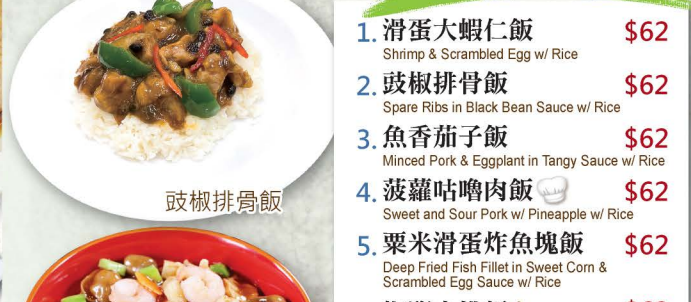 豉椒排骨飯
1. 滑蛋大蝦仁飯 $62
Shrimp & Scrambled Egg w/ Rice
2. 豉椒排骨飯 $62
Spare Ribs in Black Bean Sauce w/ Rice
3. 魚香茄子飯 $62
Minced Pork & Eggplant in Tangy Sauce w/ Rice
4. 菠蘿咕嚕肉飯 $62
Sweet and Sour Pork w/ Pineapple w/ Rice
5. 粟米滑蛋炸魚塊飯 $62
Deep Fried Fish Fillet in Sweet Corn &
Scrambled Egg Sauce w/ Rice